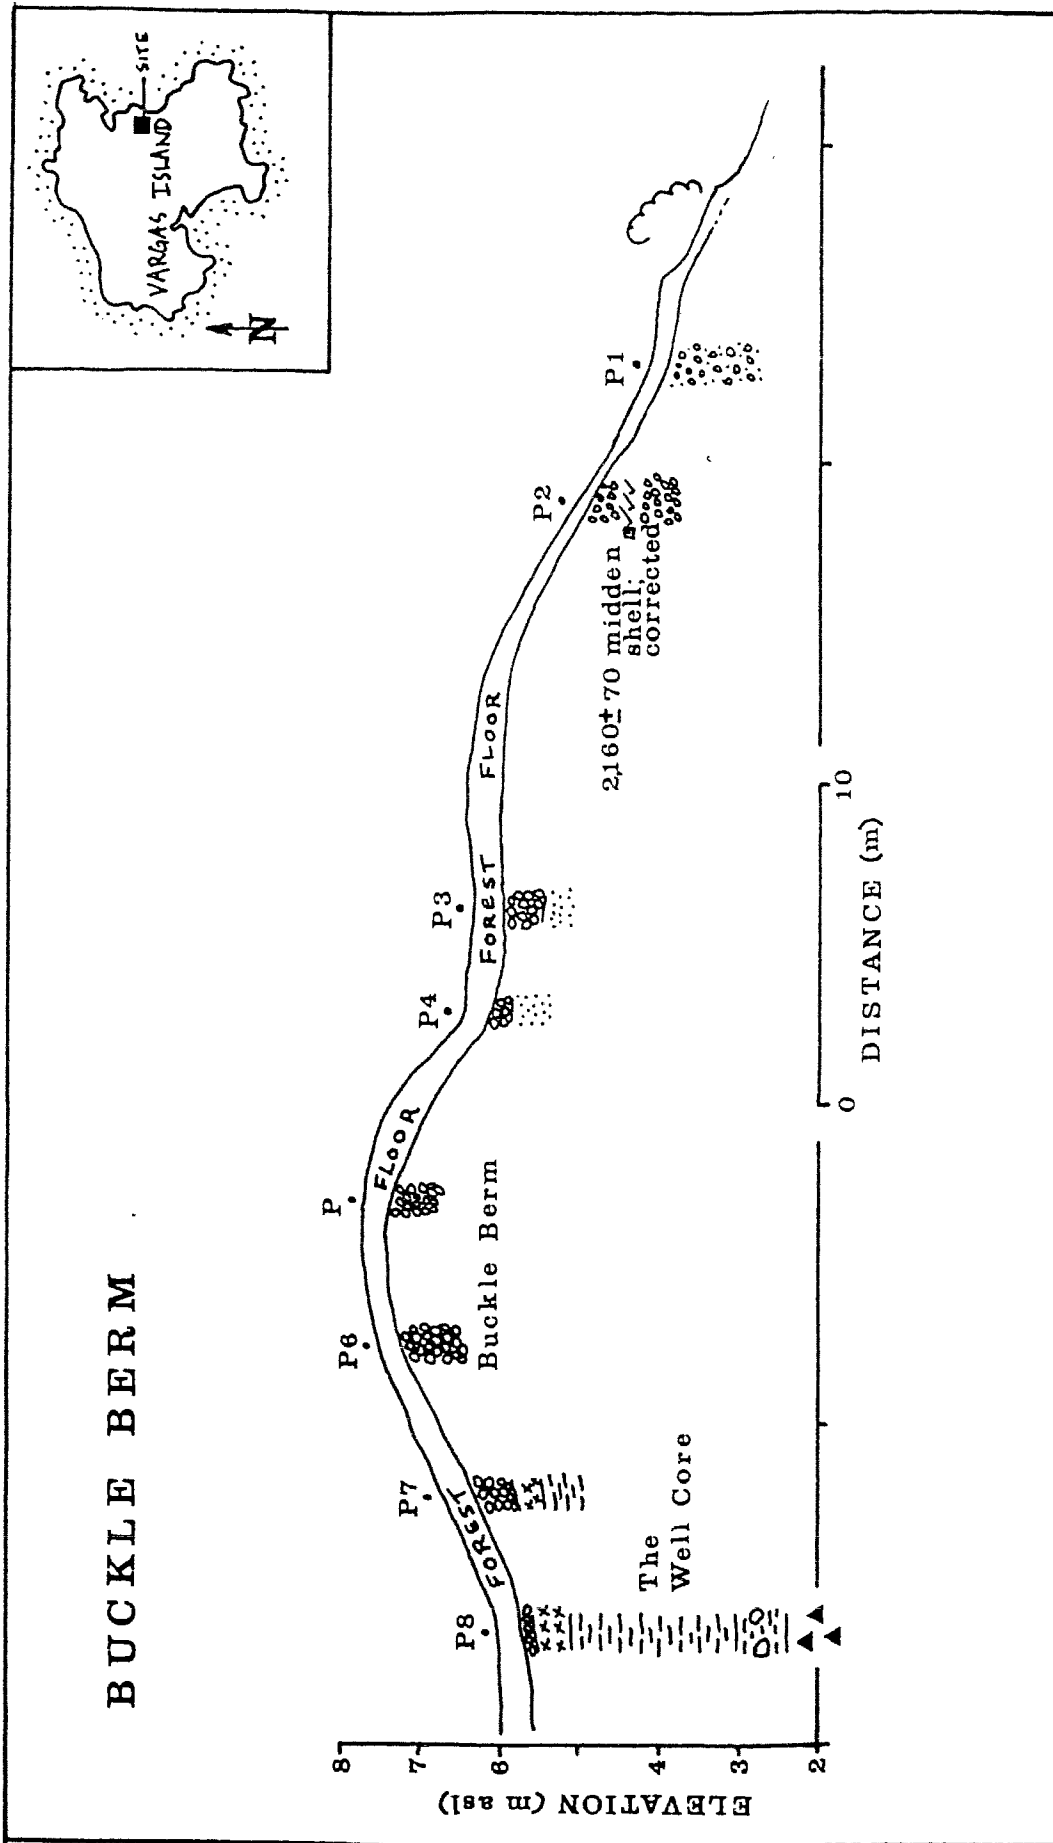 BUCKLE BERM
SITE
VARGAS ISLAND
N
P8
P7
P6
P
P4
P3
P2
P1
FOREST
FLOOR
FOREST FLOOR
Buckle Berm
The
Well Core
2,160±70 midden
shell;
corrected
ELEVATION (m asl)
8
7
6
4
3
2
0
10
DISTANCE (m)